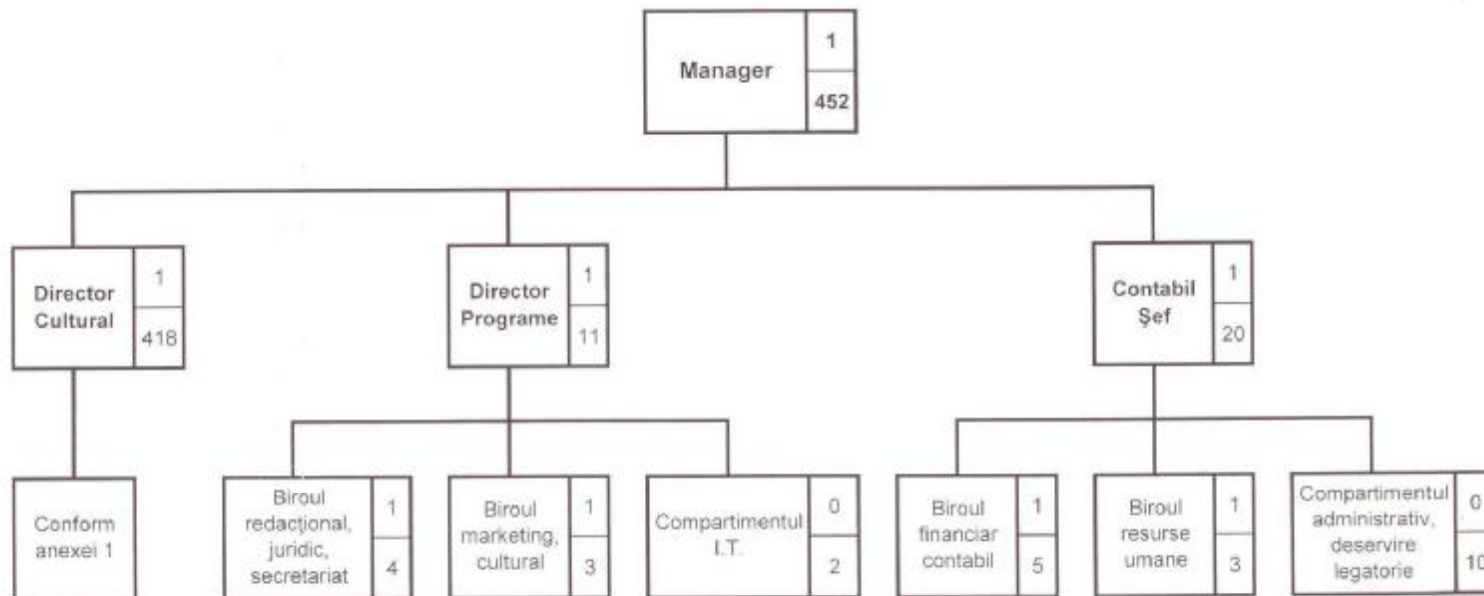 Manager
1
452
Director
Cultural
1
418
Director
Programe
1
11
Contabil
Şef
1
20
Conform
anexei 1
Biroul
redacţional,
juridic,
secretariat
1
4
Biroul
marketing,
cultural
1
3
Compartimentul
I.T.
0
2
Biroul
financiar
contabil
1
5
Biroul
resurse
umane
1
3
Compartimentul
administrativ,
deservire
legatorie
0
10